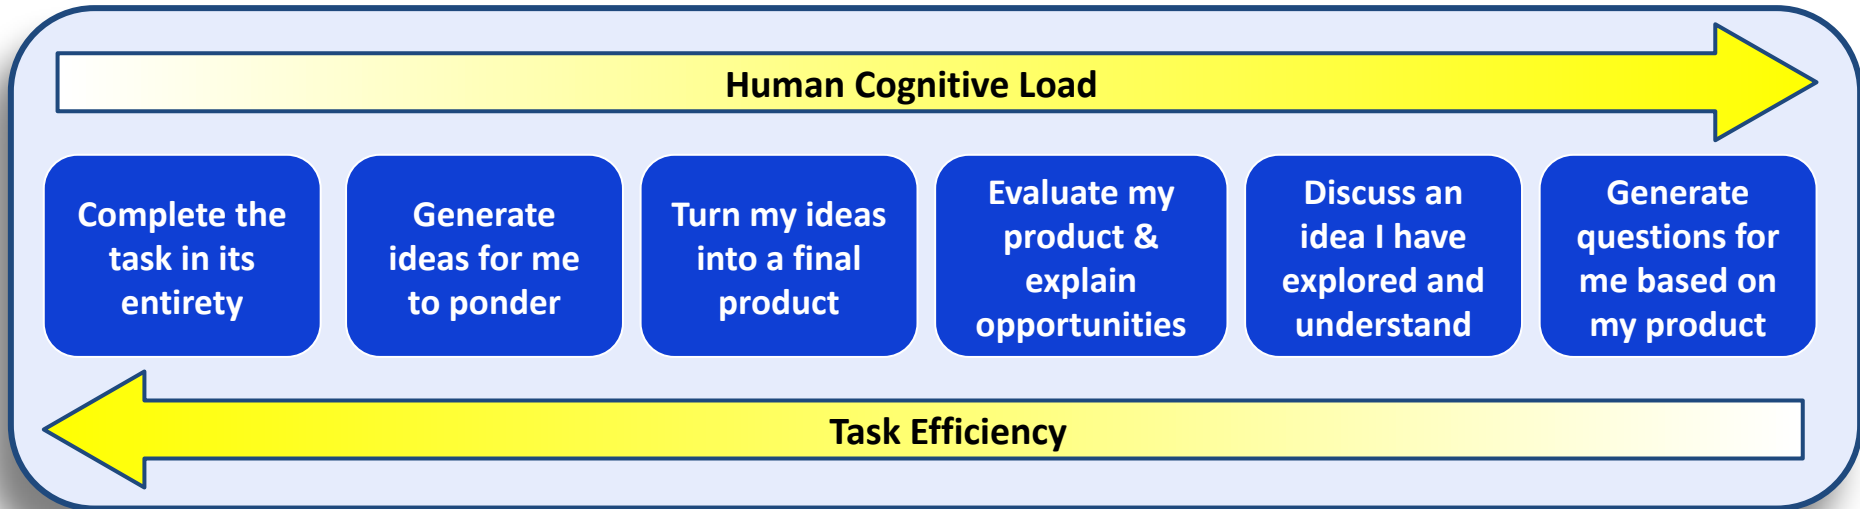 Human Cognitive Load
Complete the
task in its
entirety
Generate
ideas for me
to ponder
Turn my ideas
into a final
product
Evaluate my
product &
explain
opportunities
Discuss an
idea I have
explored and
understand
Generate
questions for
me based on
my product
Task Efficiency